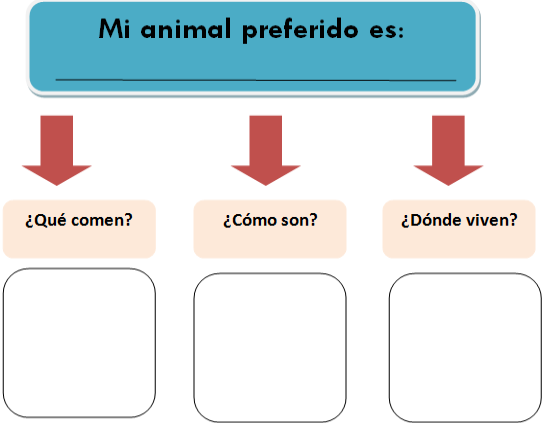 Mi animal preferido es:
¿Qué comen?
¿Cómo son?
¿Dónde viven?